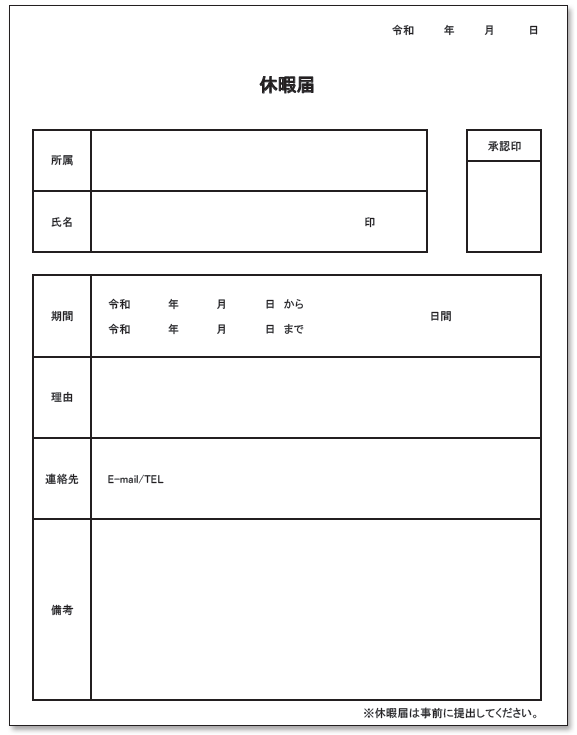 令和　年　月　日
休暇届
所属
承認印
氏名　印
期間　令和　年　月　日 から　日間
令和　年　月　日 まで
理由
連絡先　E-mail/TEL
備考
※休暇届は事前に提出してください。